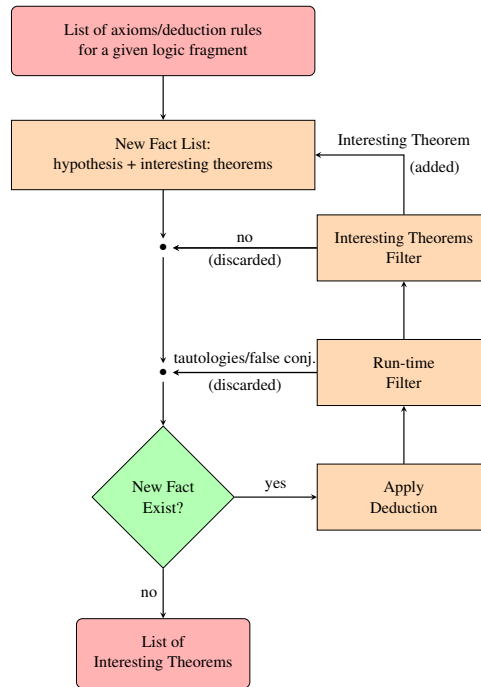 List of axioms/deduction rules
for a given logic fragment
New Fact List:
hypothesis + interesting theorems
Interesting Theorem
(added)
no
(discarded)
Interesting Theorems
Filter
tautologies/false conj.
(discarded)
Run-time
Filter
New Fact
Exist?
yes
Apply
Deduction
no
List of
Interesting Theorems